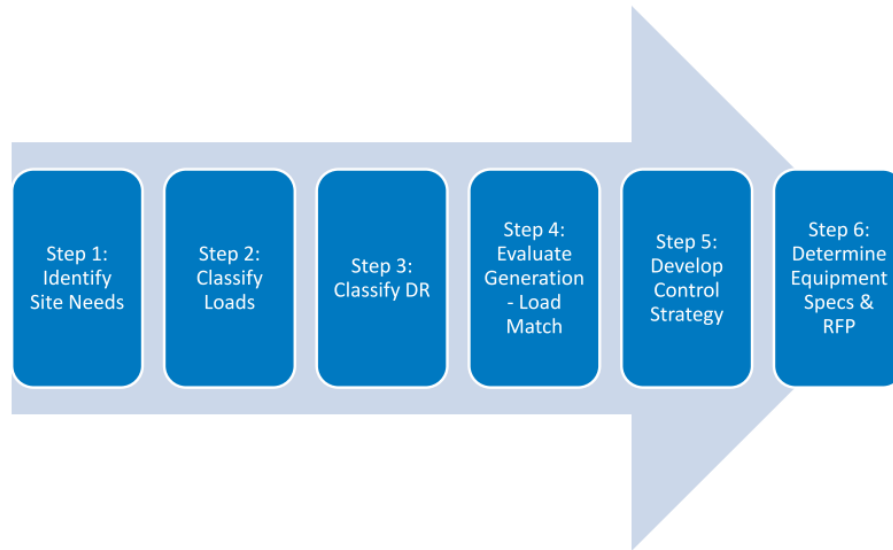 Step 1:
Identify
Site Needs
Step 2:
Classify
Loads
Step 3:
Classify DR
Step 4:
Evaluate
Generation
- Load
Match
Step 5:
Develop
Control
Strategy
Step 6:
Determine
Equipment
Specs &
RFP